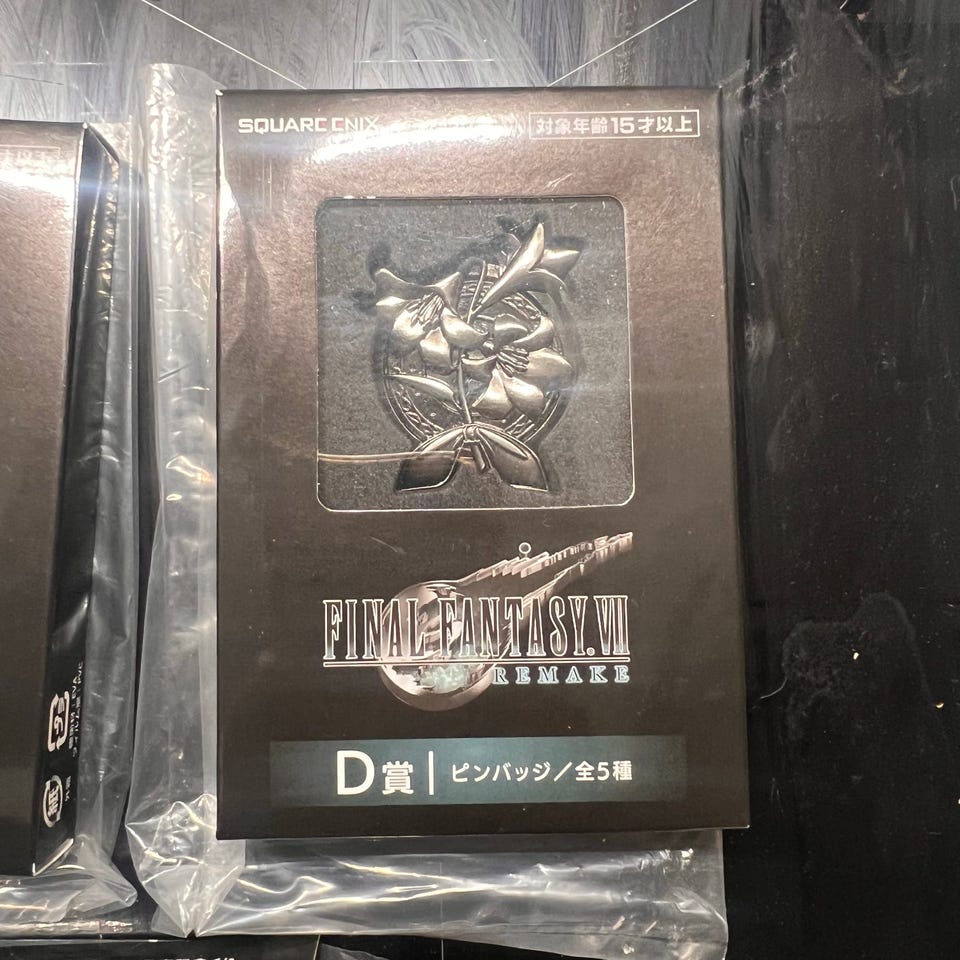 SQUARE ENIX
対象年齢15才以上
FINAL FANTASY.VII
REMAKE
D賞 | ピンバッジ/全5種